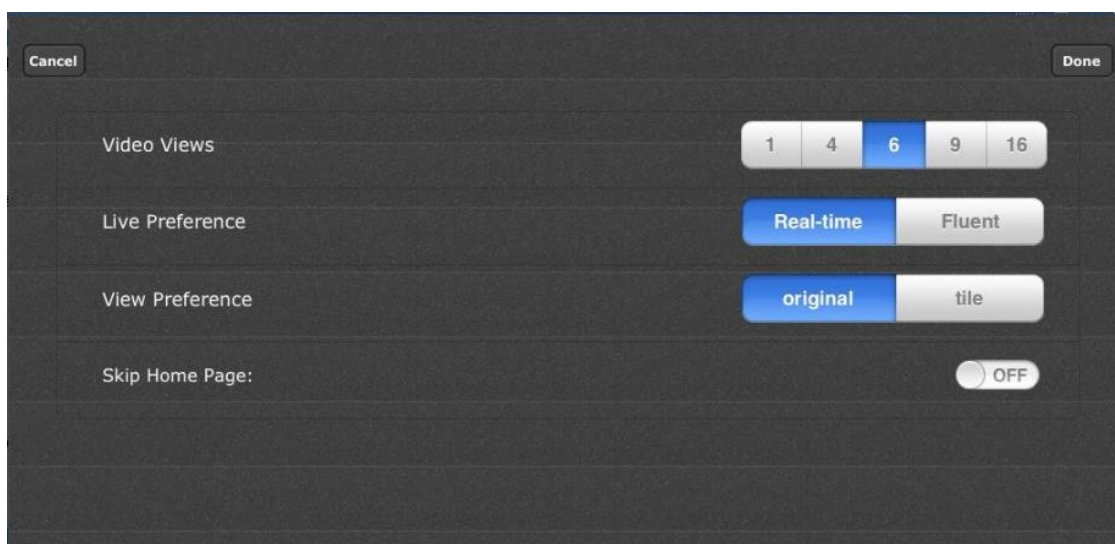 Cancel
Done
Video Views
1 4 6 9 16
Live Preference
Real-time Fluent
View Preference
original tile
Skip Home Page:
OFF